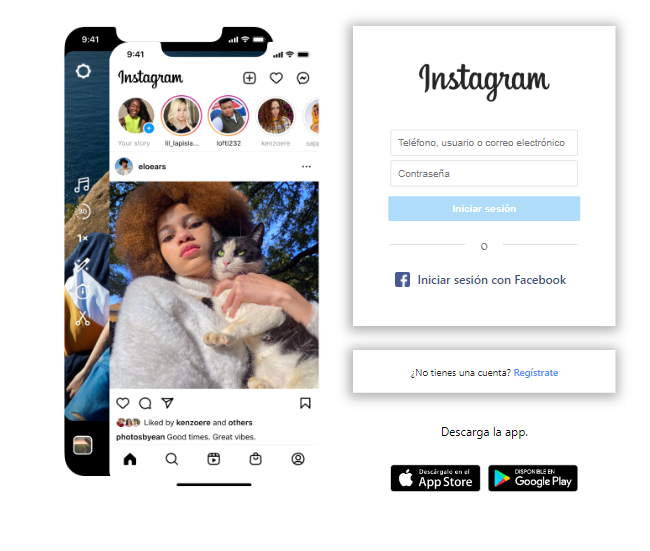 9:41
9:41
Instagram
Your story
lil_lapisla...
lofti232
kenzoere
eloears
30
1x
Liked by kenzoere and others
photosbyean Good times. Great vibes.
Instagram
Teléfono, usuario o correo electrónico
Contraseña
Iniciar sesión
O
Iniciar sesión con Facebook
¿No tienes una cuenta? Regístrate
Descarga la app.
Descárgalo en el
App Store
DISPONIBLE EN
Google Play